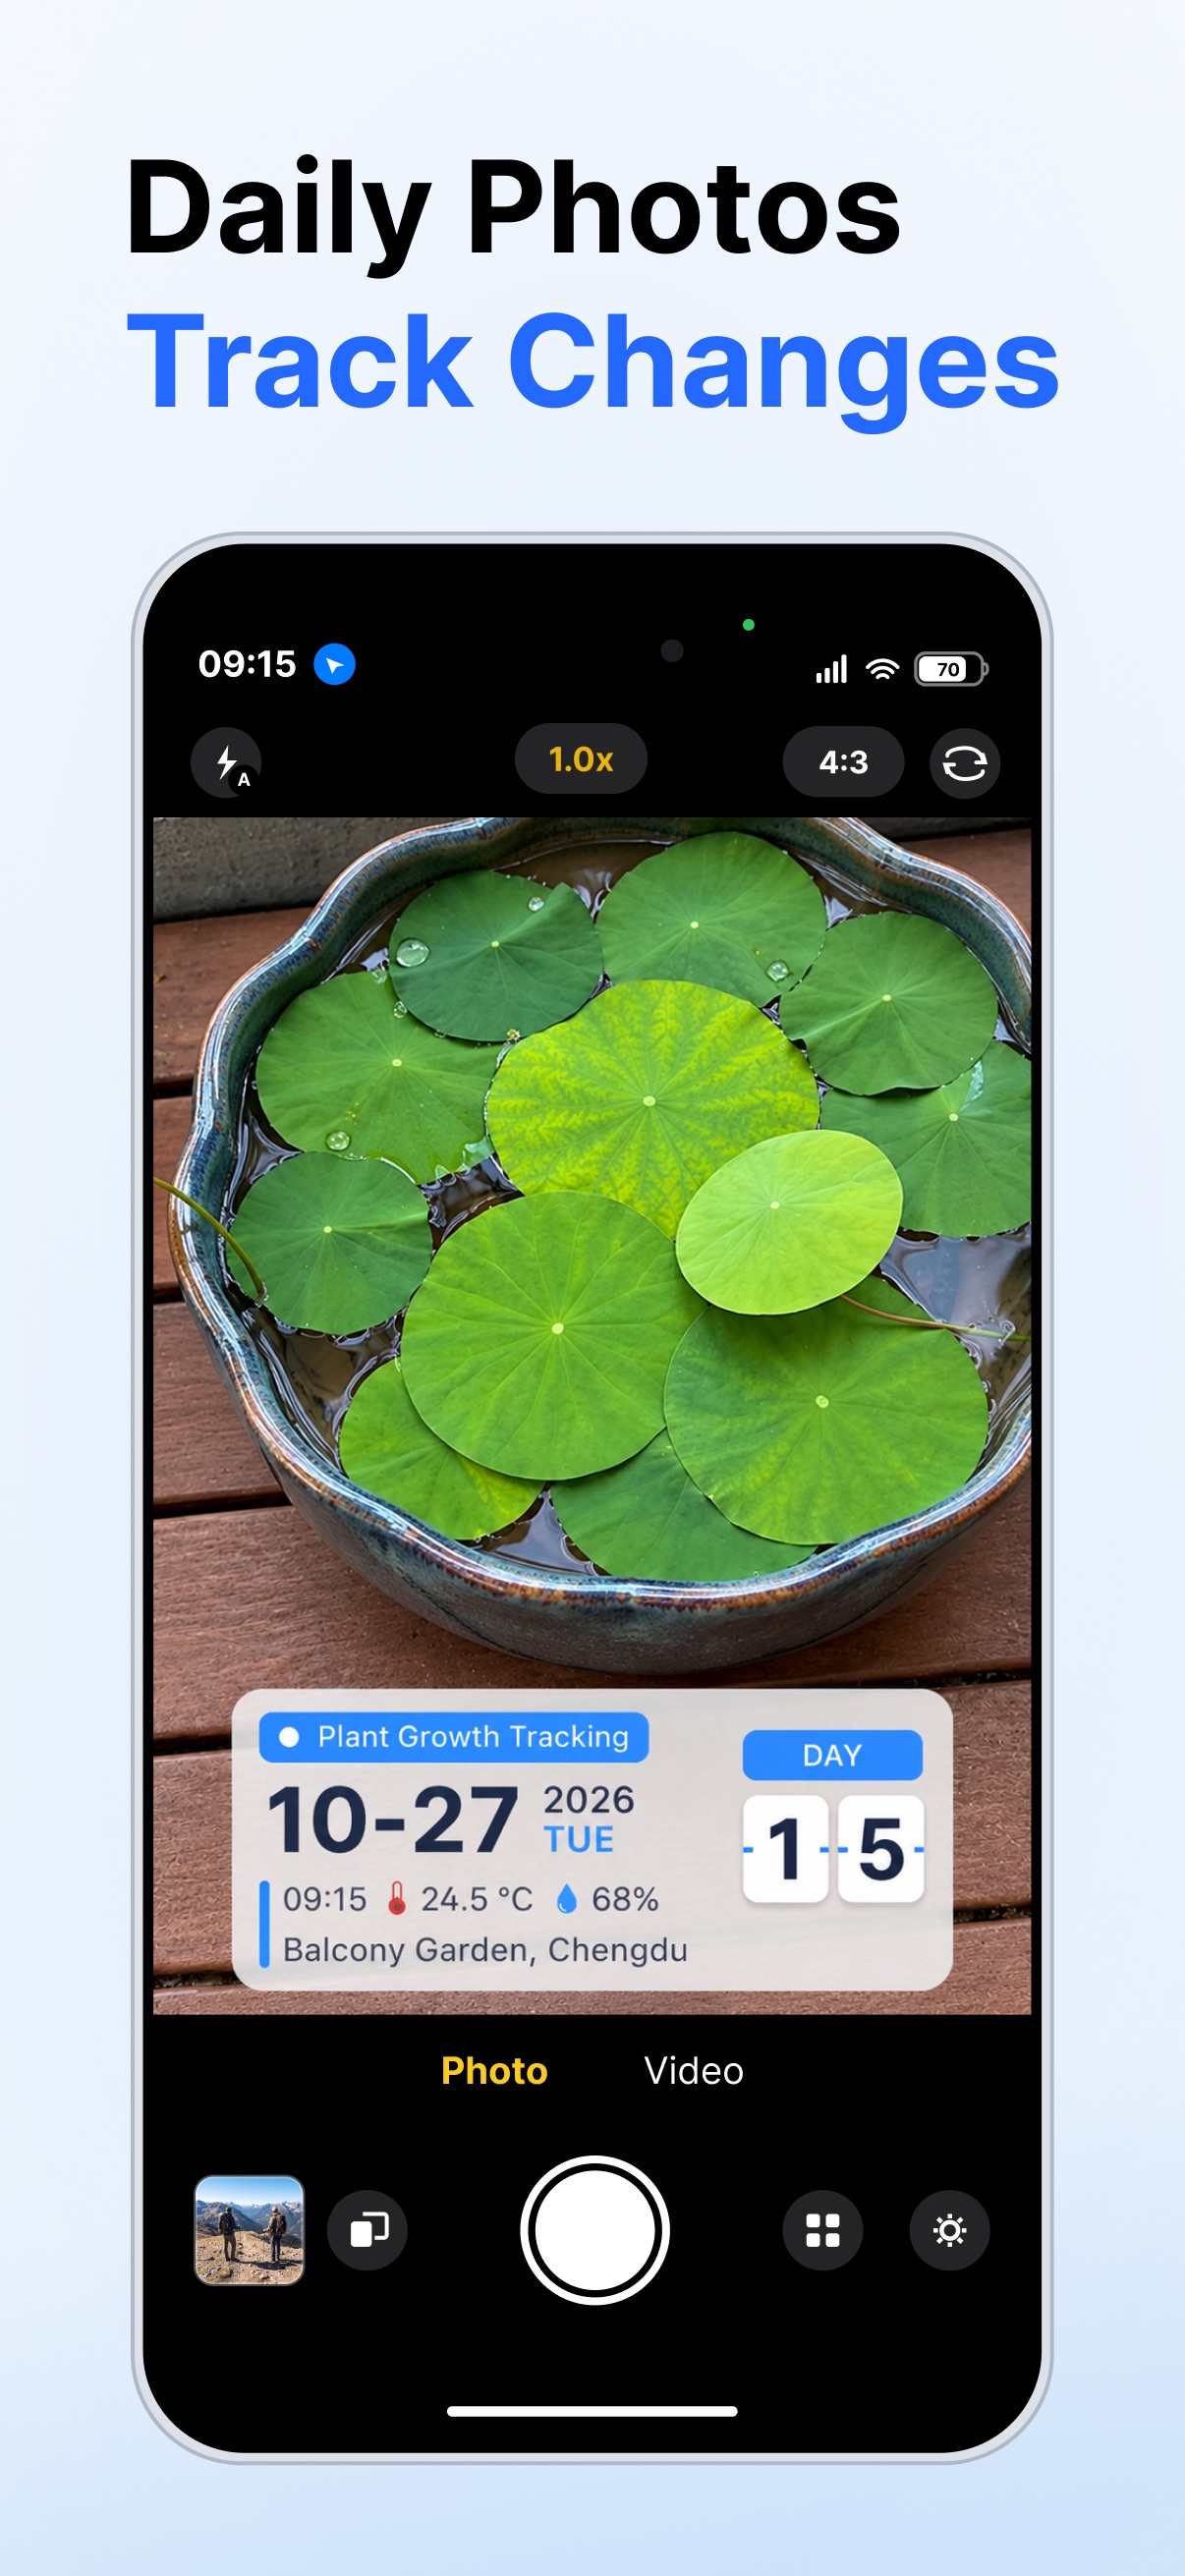 Daily Photos
Track Changes
09:15
70
A
1.0x
4:3
Plant Growth Tracking
10-27
2026
TUE
DAY
15
09:15 24.5 °C 68%
Balcony Garden, Chengdu
Photo
Video